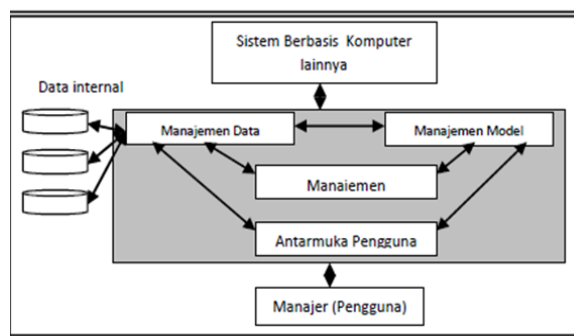 Sistem Berbasis Komputer
lainnya
Data internal
Manajemen Data
Manajemen Model
Manaiemen
Antarmuka Pengguna
Manajer (Pengguna)